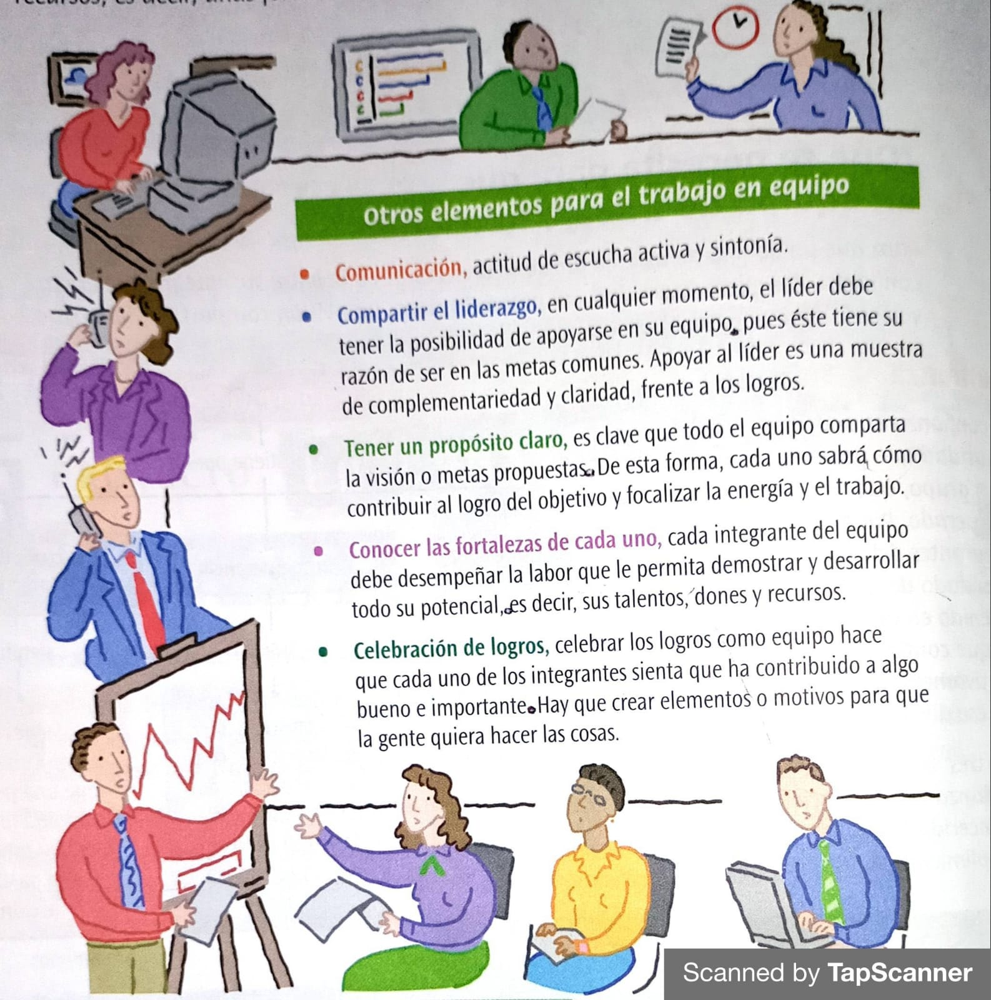 Otros elementos para el trabajo en equipo
• Comunicación, actitud de escucha activa y sintonía.
• Compartir el liderazgo, en cualquier momento, el líder debe
tener la posibilidad de apoyarse en su equipo, pues éste tiene su
razón de ser en las metas comunes. Apoyar al líder es una muestra
de complementariedad y claridad, frente a los logros.
• Tener un propósito claro, es clave que todo el equipo comparta
la visión o metas propuestas. De esta forma, cada uno sabrá cómo
contribuir al logro del objetivo y focalizar la energía y el trabajo.
• Conocer las fortalezas de cada uno, cada integrante del equipo
debe desempeñar la labor que le permita demostrar y desarrollar
todo su potencial, es decir, sus talentos, dones y recursos.
• Celebración de logros, celebrar los logros como equipo hace
que cada uno de los integrantes sienta que ha contribuido a algo
bueno e importante. Hay que crear elementos o motivos para que
la gente quiera hacer las cosas.
Scanned by TapScanner